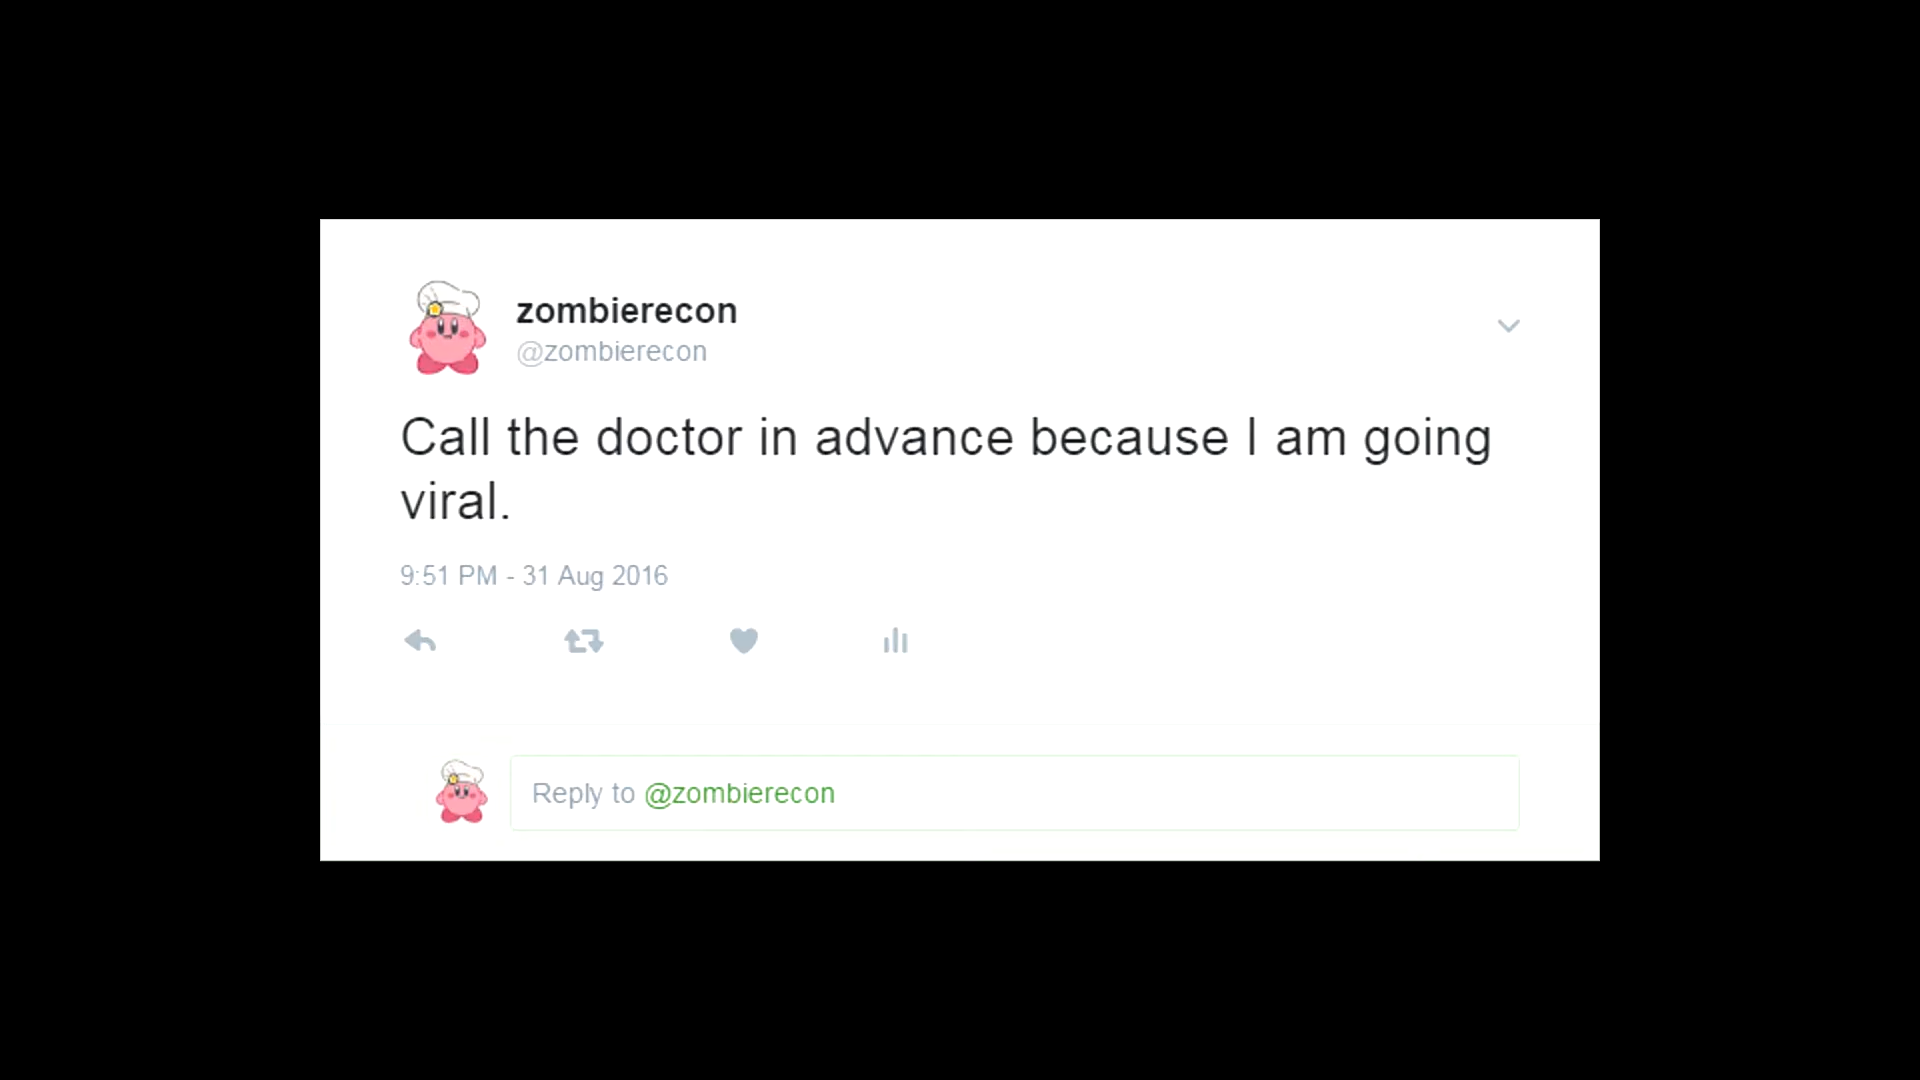 zombierecon
@zombierecon
Call the doctor in advance because I am going
viral.
9:51 PM - 31 Aug 2016
Reply to @zombierecon